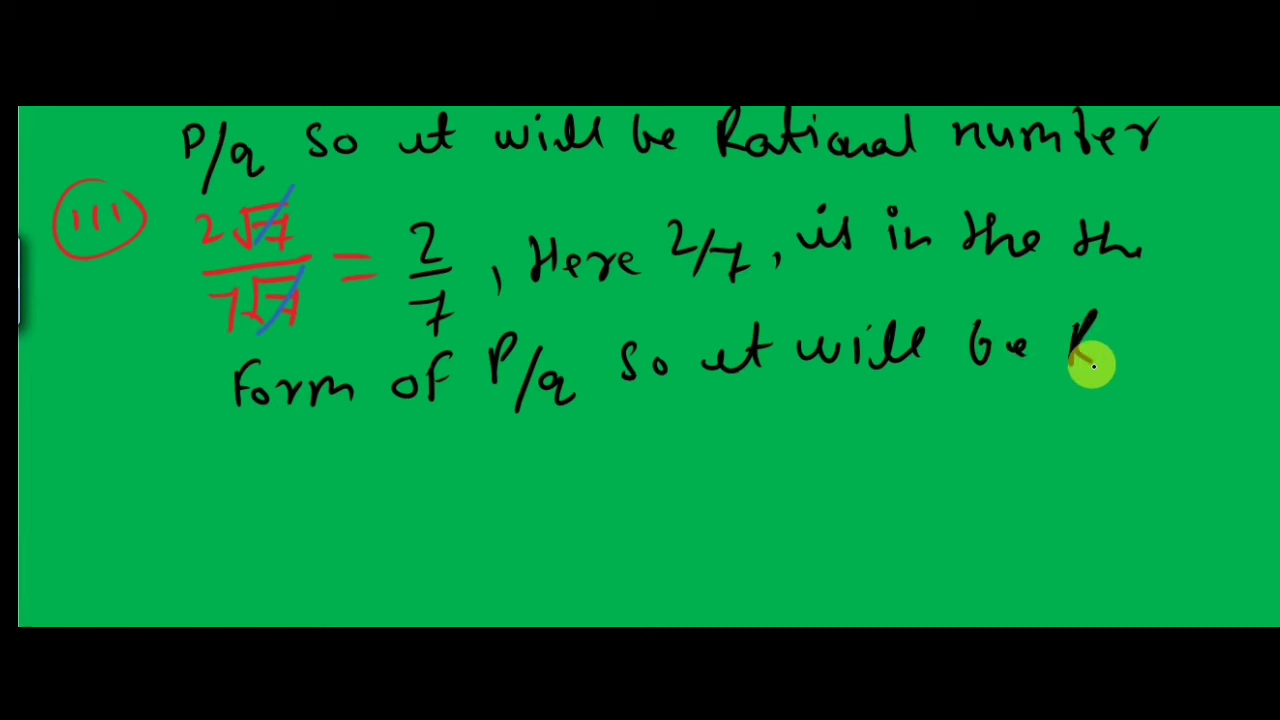 P/q so it will be Rational number
(III) 2√7/7√7 = 2/7 , Here 2/7, is in the the
Form of P/q so it will be R